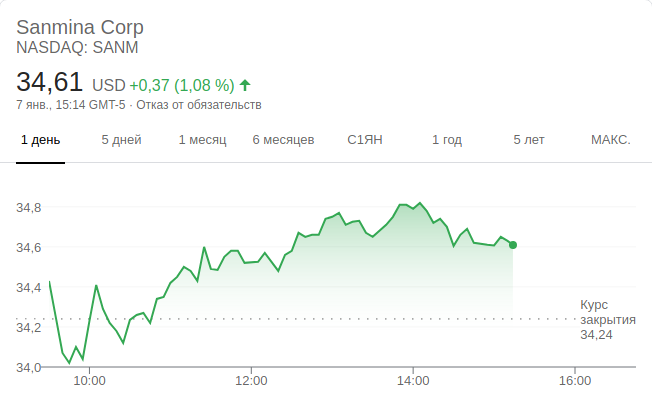 Sanmina Corp
NASDAQ: SANM
34,61 USD +0,37 (1,08 %)
7 янв., 15:14 GMT-5 · Отказ от обязательств
1 день 5 дней 1 месяц 6 месяцев С1ЯН 1 год 5 лет МАКС.
34,8
34,6
34,4
Курс
закрытия
34,24
34,2
34,0
10:00 12:00 14:00 16:00